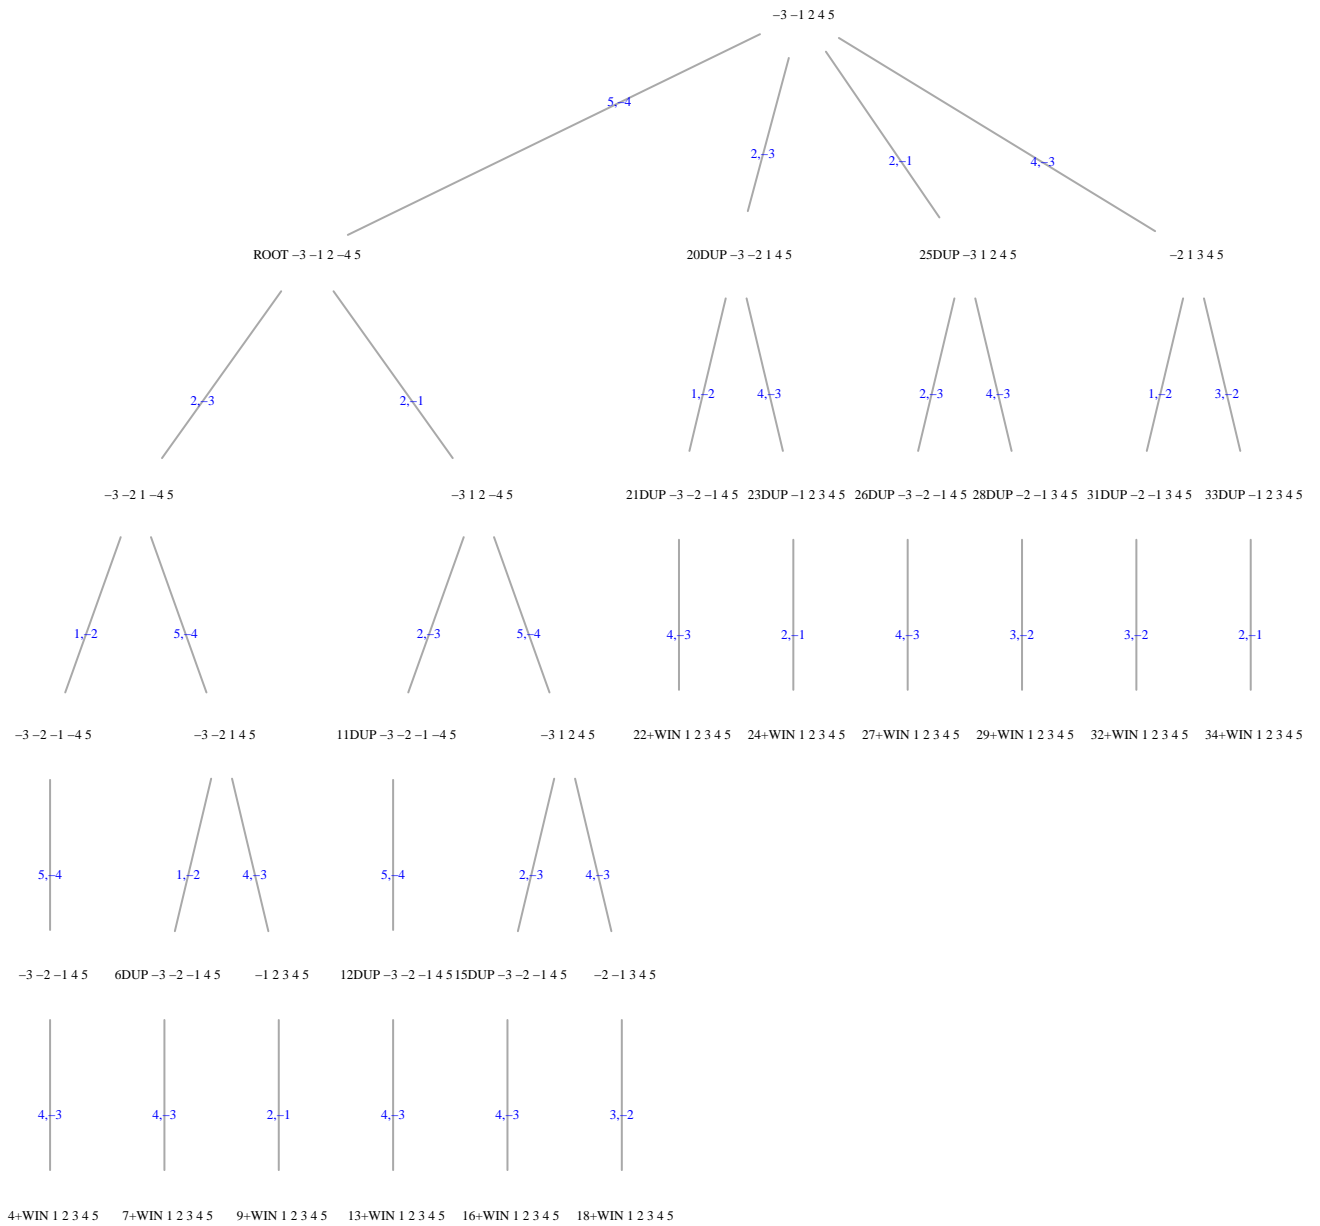 −3 −1 2 4 5
5,−4
2,−3
2,−1
4,−3
ROOT −3 −1 2 −4 5
20DUP −3 −2 1 4 5
25DUP −3 1 2 4 5
−2 1 3 4 5
2,−3
2,−1
1,−2
4,−3
2,−3
4,−3
1,−2
3,−2
−3 −2 1 −4 5
−3 1 2 −4 5
21DUP −3 −2 −1 4 5
23DUP −1 2 3 4 5
26DUP −3 −2 −1 4 5
28DUP −2 −1 3 4 5
31DUP −2 −1 3 4 5
33DUP −1 2 3 4 5
1,−2
5,−4
2,−3
5,−4
4,−3
2,−1
4,−3
3,−2
3,−2
2,−1
−3 −2 −1 −4 5
−3 −2 1 4 5
11DUP −3 −2 −1 −4 5
−3 1 2 4 5
22+WIN 1 2 3 4 5
24+WIN 1 2 3 4 5
27+WIN 1 2 3 4 5
29+WIN 1 2 3 4 5
32+WIN 1 2 3 4 5
34+WIN 1 2 3 4 5
5,−4
1,−2
4,−3
5,−4
2,−3
4,−3
−3 −2 −1 4 5
6DUP −3 −2 −1 4 5
−1 2 3 4 5
12DUP −3 −2 −1 4 5
15DUP −3 −2 −1 4 5
−2 −1 3 4 5
4,−3
4,−3
2,−1
4,−3
4,−3
3,−2
4+WIN 1 2 3 4 5
7+WIN 1 2 3 4 5
9+WIN 1 2 3 4 5
13+WIN 1 2 3 4 5
16+WIN 1 2 3 4 5
18+WIN 1 2 3 4 5